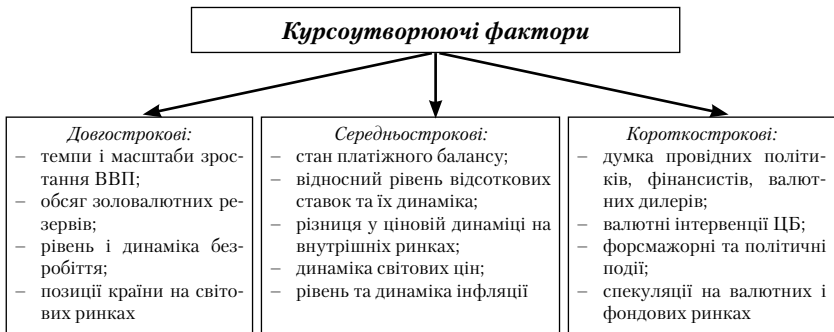 Курсоутворюючі фактори
Довгострокові:
– темпи і масштаби зрос-
тання ВВП;
– обсяг золовалютних ре-
зервів;
– рівень і динаміка без-
робіття;
– позиції країни на світо-
вих ринках
Середньострокові:
– стан платіжного балансу;
– відносний рівень відсоткових
ставок та їх динаміка;
– різниця у ціновій динаміці на
внутрішніх ринках;
– динаміка світових цін;
– рівень та динаміка інфляції
Короткострокові:
– думка провідних політи-
ків, фінансистів, валют-
них дилерів;
– валютні інтервенції ЦБ;
– форсмажорні та політичні
події;
– спекуляції на валютних і
фондових ринках